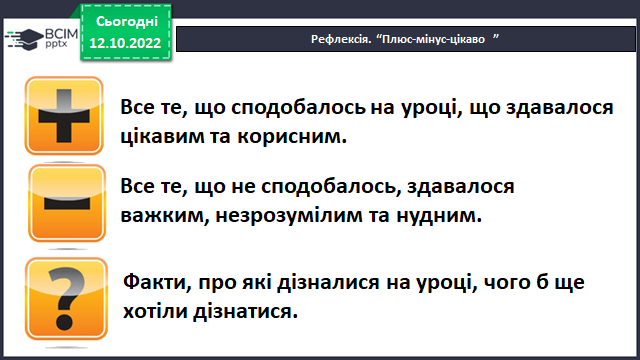 ВСІМ
pptx
Сьогодні
12.10.2022
Рефлексія. “Плюс-мінус-цікаво ”
Все те, що сподобалось на уроці, що здавалося
цікавим та корисним.
Все те, що не сподобалось, здавалося
важким, незрозумілим та нудним.
Факти, про які дізналися на уроці, чого б ще
хотіли дізнатися.